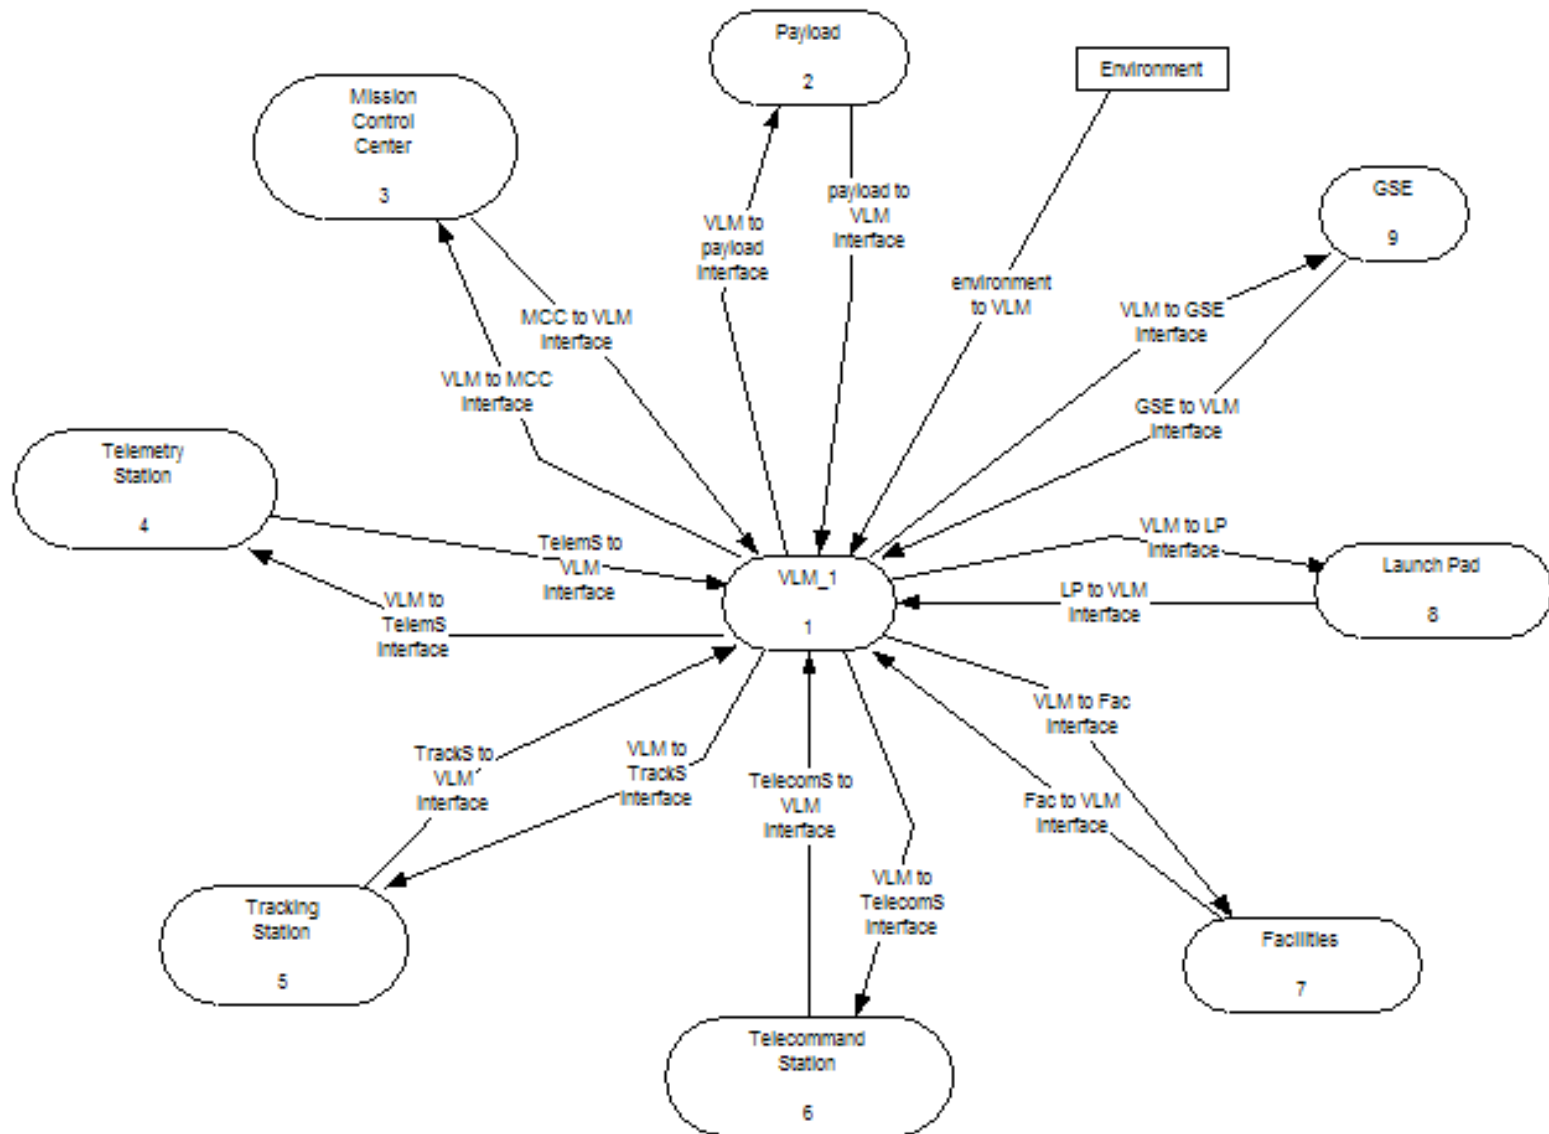 Payload
2
Environment
Mission
Control
Center
3
GSE
9
payload to
VLM
Interface
VLM to
payload
Interface
environment
to VLM
VLM to GSE
Interface
MCC to VLM
Interface
VLM to MCC
Interface
GSE to VLM
Interface
Telemetry
Station
4
TelemS to
VLM
Interface
VLM to LP
Interface
VLM_1
1
Launch Pad
8
LP to VLM
Interface
VLM to
TelemS
Interface
VLM to Fac
Interface
TrackS to
VLM
Interface
VLM to
TrackS
Interface
TelecomS to
VLM
Interface
Fac to VLM
Interface
VLM to
TelecomS
Interface
Tracking
Station
5
Facilities
7
Telecommand
Station
6